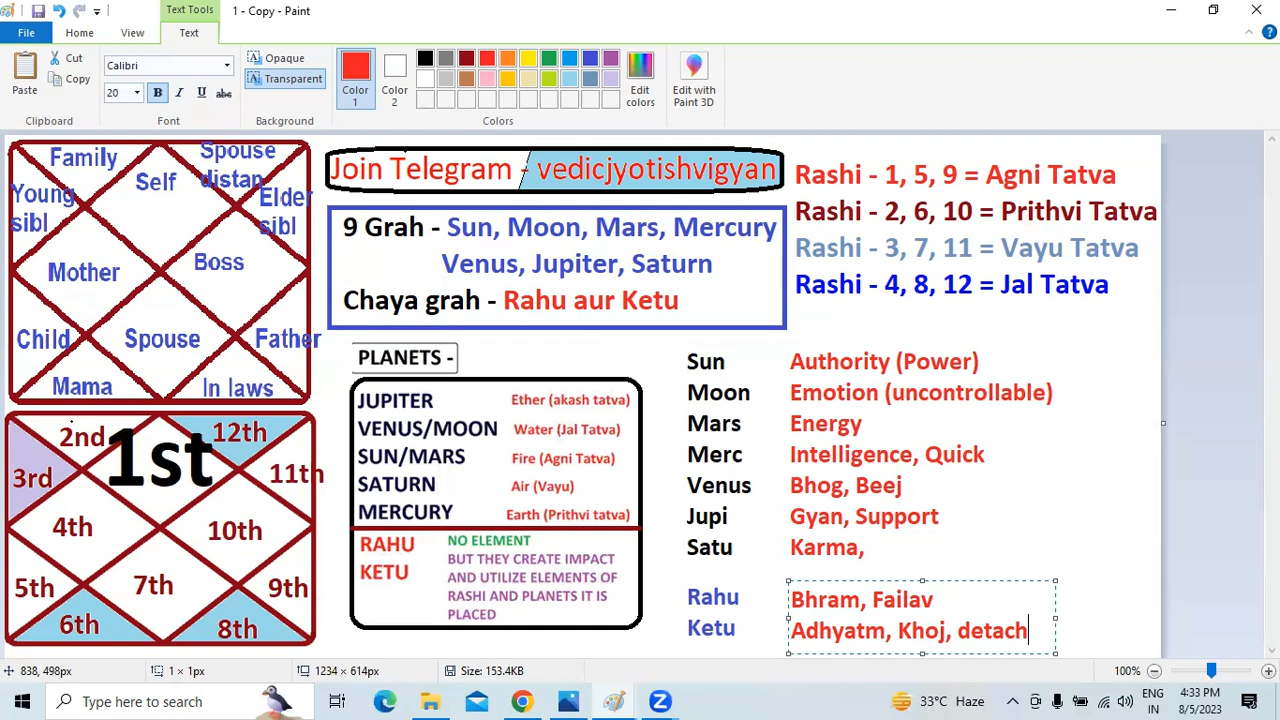 Text Tools
1 - Copy - Paint
File
Home
View
Text
Paste
Cut
Copy
Clipboard
Calibri
20
B
I
U
abc
Font
Opaque
Transparent
Background
Color
1
Color
2
Edit
colors
Edit with
Paint 3D
Colors
Family
Spouse
distan
Self
Young
sibl
Elder
sibl
Mother
Boss
Child
Spouse
Father
Mama
In laws
2nd
1st
12th
3rd
11th
4th
10th
5th
7th
9th
6th
8th
Join Telegram - vedicjyotishvigyan
9 Grah - Sun, Moon, Mars, Mercury
Venus, Jupiter, Saturn
Chaya grah - Rahu aur Ketu
Rashi - 1, 5, 9 = Agni Tatva
Rashi - 2, 6, 10 = Prithvi Tatva
Rashi - 3, 7, 11 = Vayu Tatva
Rashi - 4, 8, 12 = Jal Tatva
PLANETS -
JUPITER Ether (akash tatva)
VENUS/MOON Water (Jal Tatva)
SUN/MARS Fire (Agni Tatva)
SATURN Air (Vayu)
MERCURY Earth (Prithvi tatva)
RAHU
KETU
NO ELEMENT
BUT THEY CREATE IMPACT
AND UTILIZE ELEMENTS OF
RASHI AND PLANETS IT IS
PLACED
Sun Authority (Power)
Moon Emotion (uncontrollable)
Mars Energy
Merc Intelligence, Quick
Venus Bhog, Beej
Jupi Gyan, Support
Satu Karma,
Rahu Bhram, Failav
Ketu Adhyatm, Khoj, detach
838, 498px
1 × 1px
1234 × 614px
Size: 153.4KB
100%
Type here to search
33°C Haze
ENG
IN
4:33 PM
8/5/2023